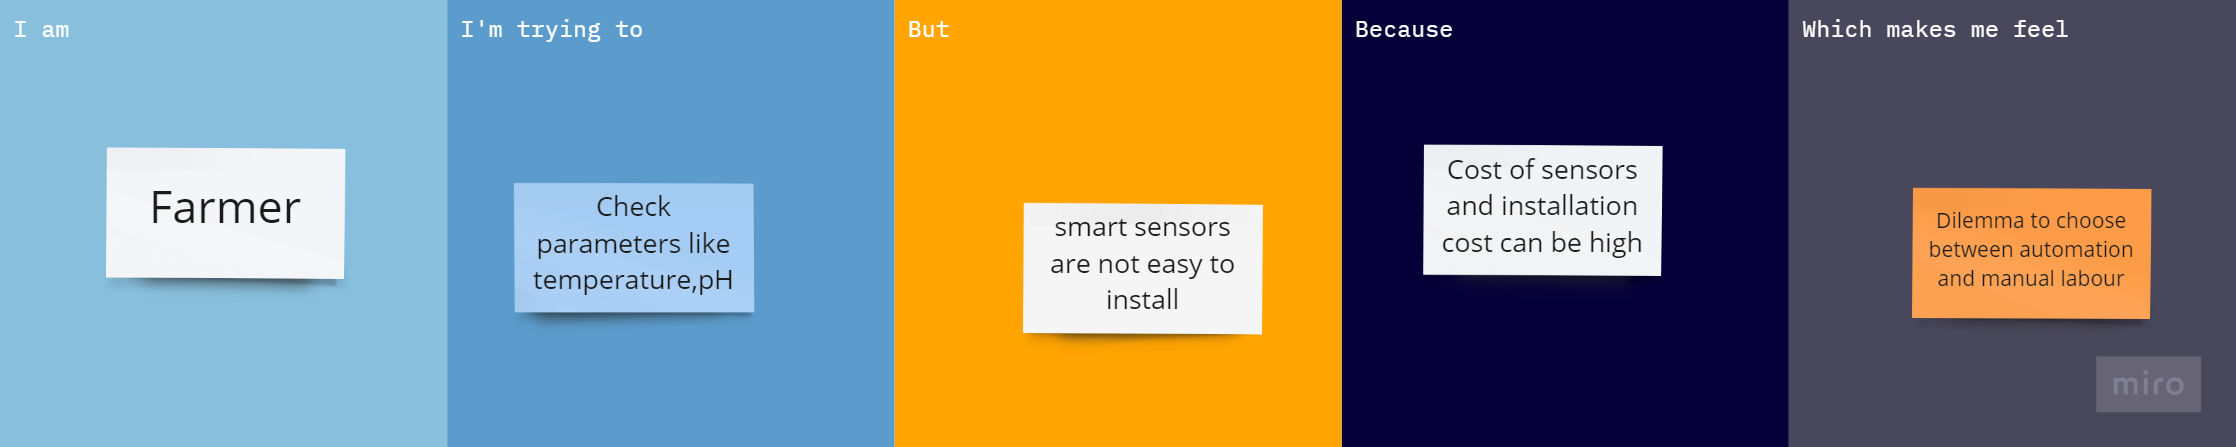 I am
Farmer
I'm trying to
Check
parameters like
temperature,pH
But
smart sensors
are not easy to
install
Because
Cost of sensors
and installation
cost can be high
Which makes me feel
Dilemma to choose
between automation
and manual labour
miro